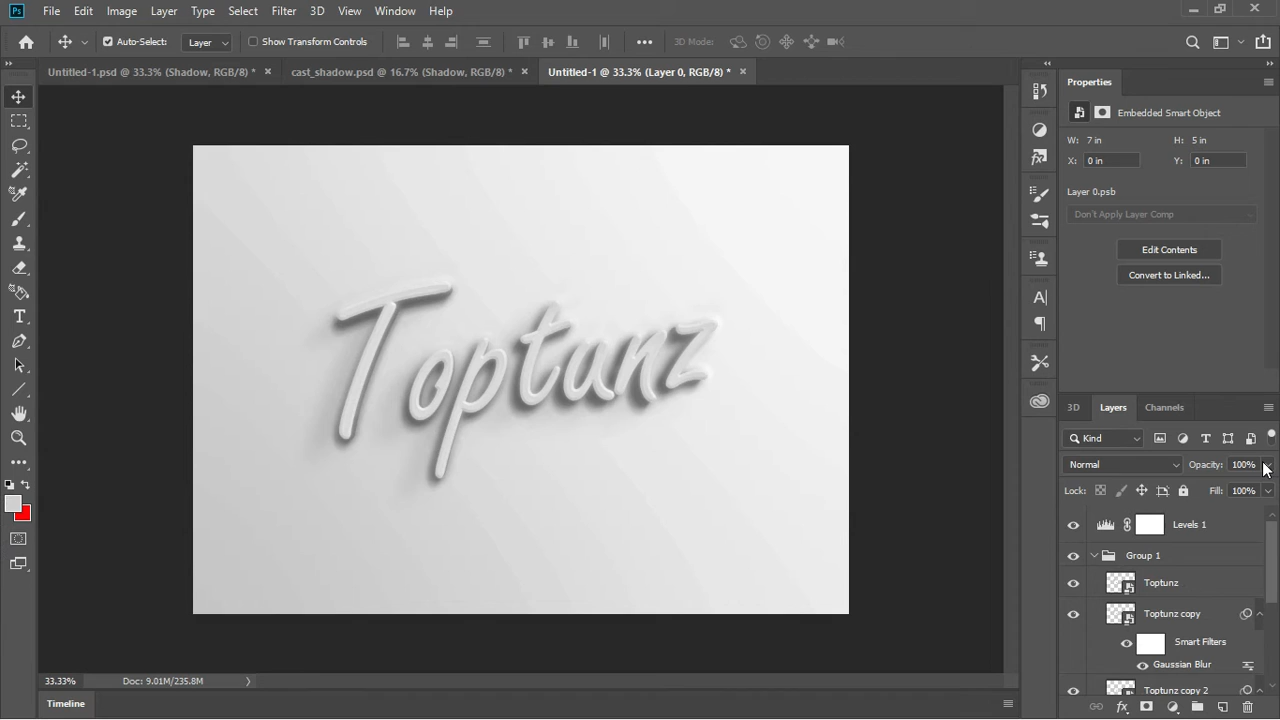 Ps File Edit Image Layer Type Select Filter 3D View Window Help
Auto-Select: Layer Show Transform Controls 3D Mode:
Untitled-1.psd @ 33.3% (Shadow, RGB/8) * cast_shadow.psd @ 16.7% (Shadow, RGB/8) * Untitled-1 @ 33.3% (Layer 0, RGB/8) *
Properties
Embedded Smart Object
W: 7 in H: 5 in
X: 0 in Y: 0 in
Layer 0.psb
Don't Apply Layer Comp
Edit Contents
Convert to Linked...
Toptunz
3D Layers Channels
Kind
Normal Opacity: 100%
Lock: Fill: 100%
Levels 1
Group 1
Toptunz
Toptunz copy
Smart Filters
Gaussian Blur
Toptunz copy 2
33.33% Doc: 9.01M/235.8M
Timeline